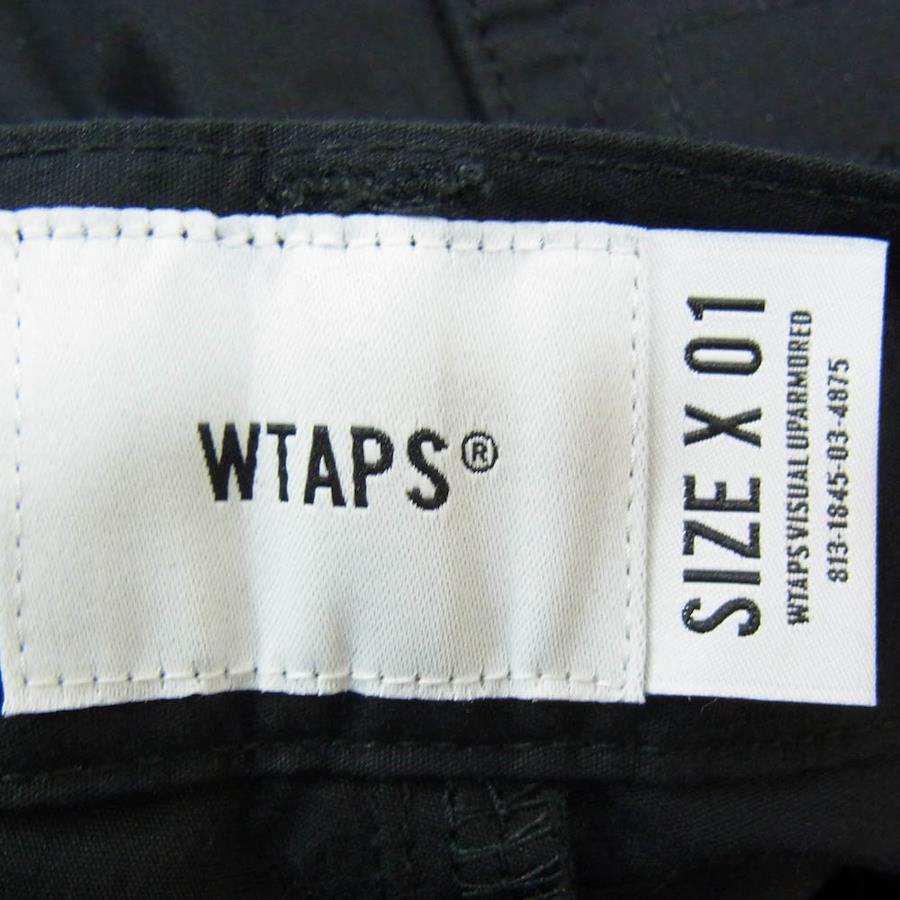 WTAPS®
SIZE X 01
WTAPS VISUAL UPARMORED
813-1845-03-4875